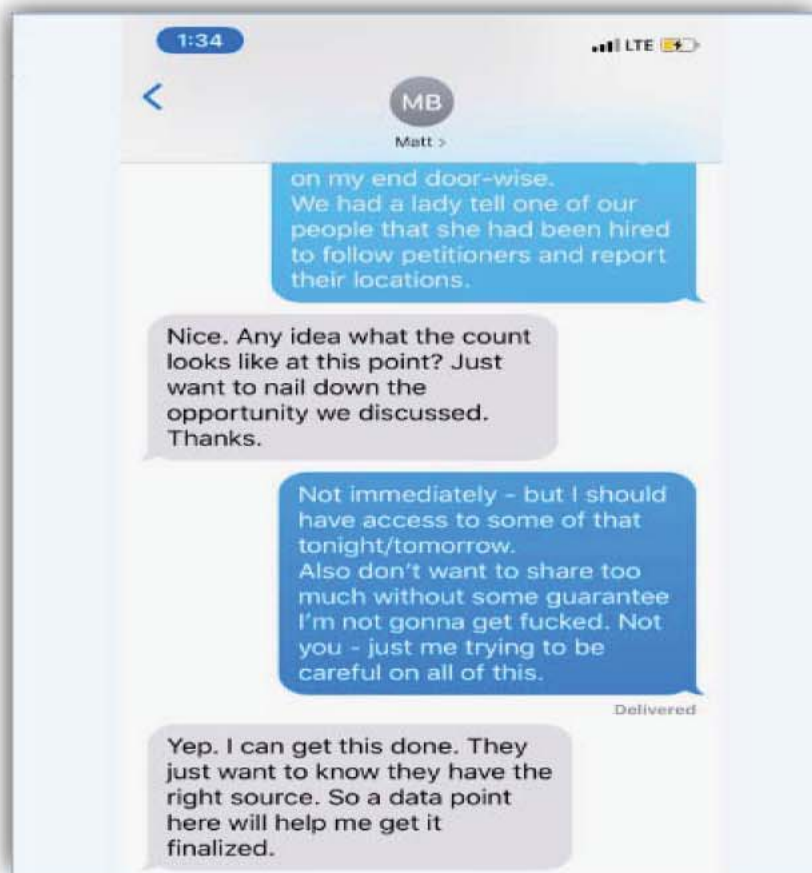 1:34
LTE
MB
Matt >
on my end door-wise.
We had a lady tell one of our
people that she had been hired
to follow petitioners and report
their locations.
Nice. Any idea what the count
looks like at this point? Just
want to nail down the
opportunity we discussed.
Thanks.
Not immediately - but I should
have access to some of that
tonight/tomorrow.
Also don't want to share too
much without some guarantee
I'm not gonna get fucked. Not
you - just me trying to be
careful on all of this.
Delivered
Yep. I can get this done. They
just want to know they have the
right source. So a data point
here will help me get it
finalized.